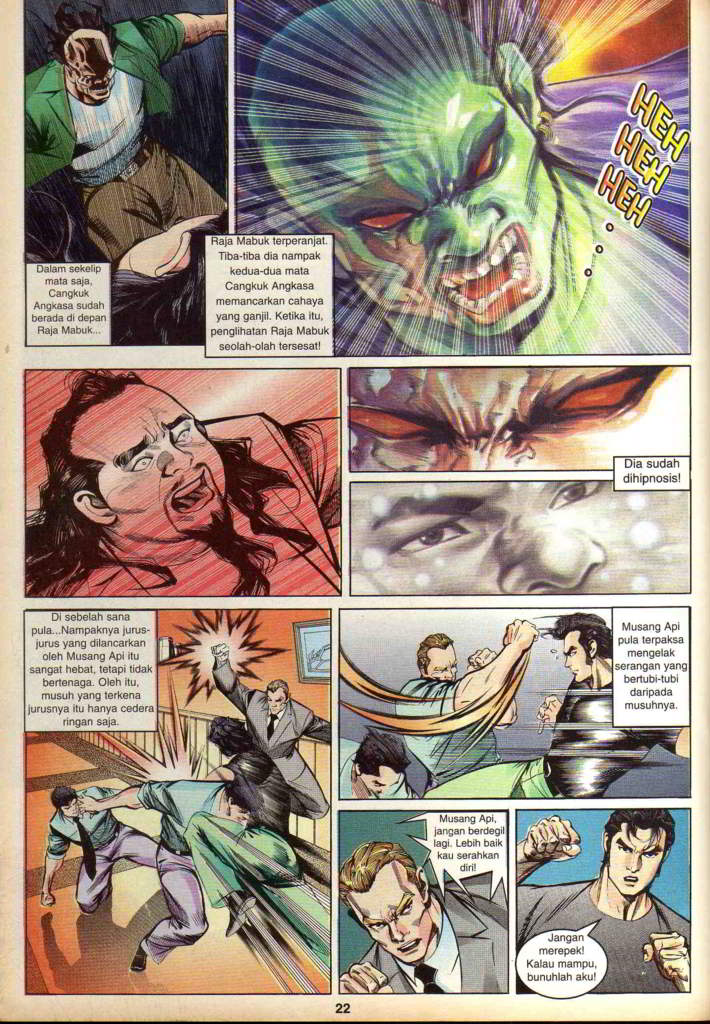 Dalam sekelip
mata saja,
Cangkuk
Angkasa sudah
berada di depan
Raja Mabuk...
Raja Mabuk terperanjat.
Tiba-tiba dia nampak
kedua-dua mata
Cangkuk Angkasa
memancarkan cahaya
yang ganjil. Ketika itu,
penglihatan Raja Mabuk
seolah-olah tersesat!
HEH
HEH
HEH
...
Dia sudah
dihipnosis!
Di sebelah sana
pula...Nampaknya jurus-
jurus yang dilancarkan
oleh Musang Api itu
sangat hebat, tetapi tidak
bertenaga. Oleh itu,
musuh yang terkena
jurusnya itu hanya cedera
ringan saja.
Musang Api
pula terpaksa
mengelak
serangan yang
bertubi-tubi
daripada
musuhnya.
Musang Api,
jangan berdegil
lagi. Lebih baik
kau serahkan
diri!
Jangan
merepek!
Kalau mampu,
bunuhlah aku!
22